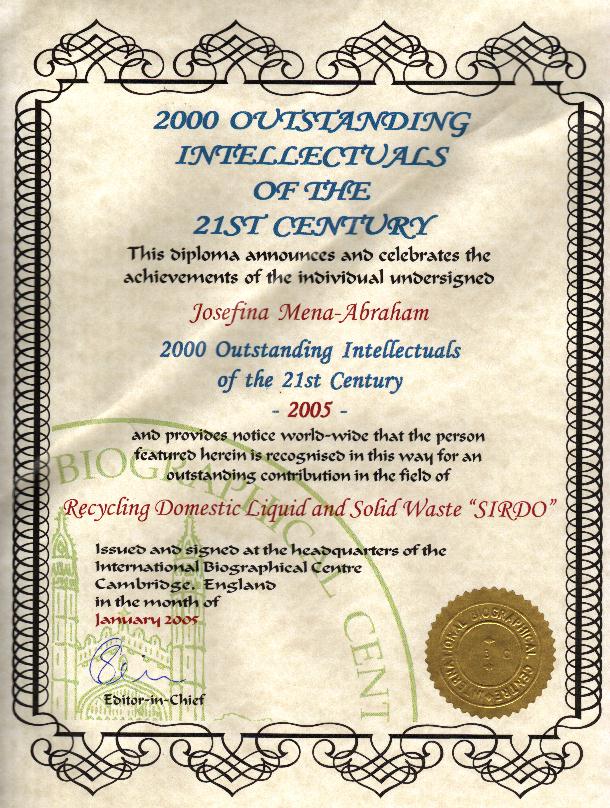 2000 OUTSTANDING
INTELLECTUALS
OF THE
21ST CENTURY
This diploma announces and celebrates the
achievements of the individual undersigned
Josefina Mena-Abraham
2000 Outstanding Intellectuals
of the 21st Century
- 2005 -
and provides notice world-wide that the person
featured herein is recognised in this way for an
outstanding contribution in the field of
Recycling Domestic Liquid and Solid Waste “SIRDO”
Issued and signed at the headquarters of the
International Biographical Centre
Cambridge, England
in the month of
January 2005
Editor-in-Chief
BIOGRAPHICAL CENT
INTERNATIONAL BIOGRAPHICAL CENTRE